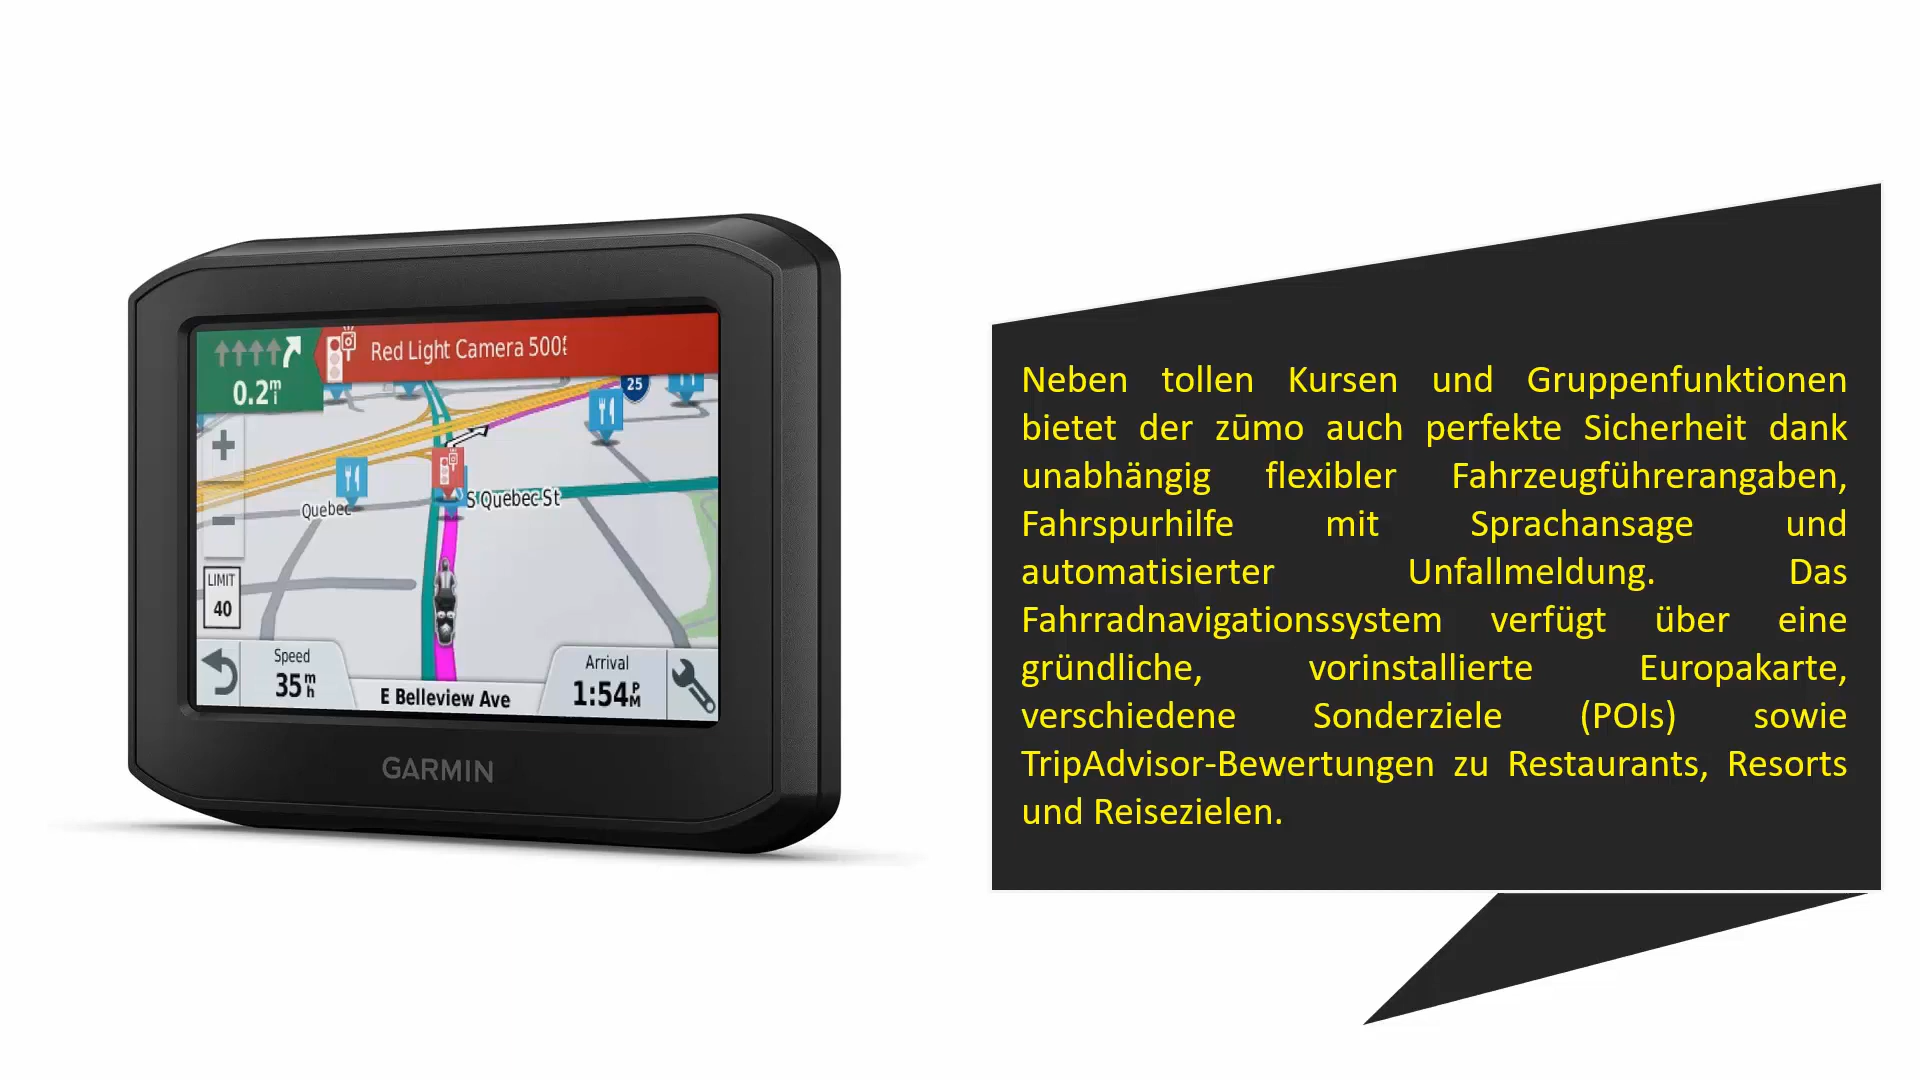 Red Light Camera 500ft
0.2mi
25
Quebec
S Quebec St
LIMIT
40
Speed
35mh
E Belleview Ave
Arrival
1:54PM
GARMIN
Neben tollen Kursen und Gruppenfunktionen
bietet der zūmo auch perfekte Sicherheit dank
unabhängig flexibler Fahrzeugführerangaben,
Fahrspurhilfe mit Sprachansage und
automatisierter Unfallmeldung. Das
Fahrradnavigationssystem verfügt über eine
gründliche, vorinstallierte Europakarte,
verschiedene Sonderziele (POIs) sowie
TripAdvisor-Bewertungen zu Restaurants, Resorts
und Reisezielen.